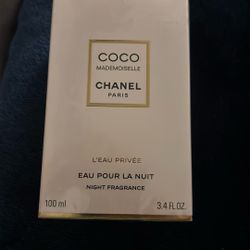 COCO
MADEMOISELLE
CHANEL
PARIS
L'EAU PRIVÉE
EAU POUR LA NUIT
NIGHT FRAGRANCE
100 ml 3.4 FL.OZ.